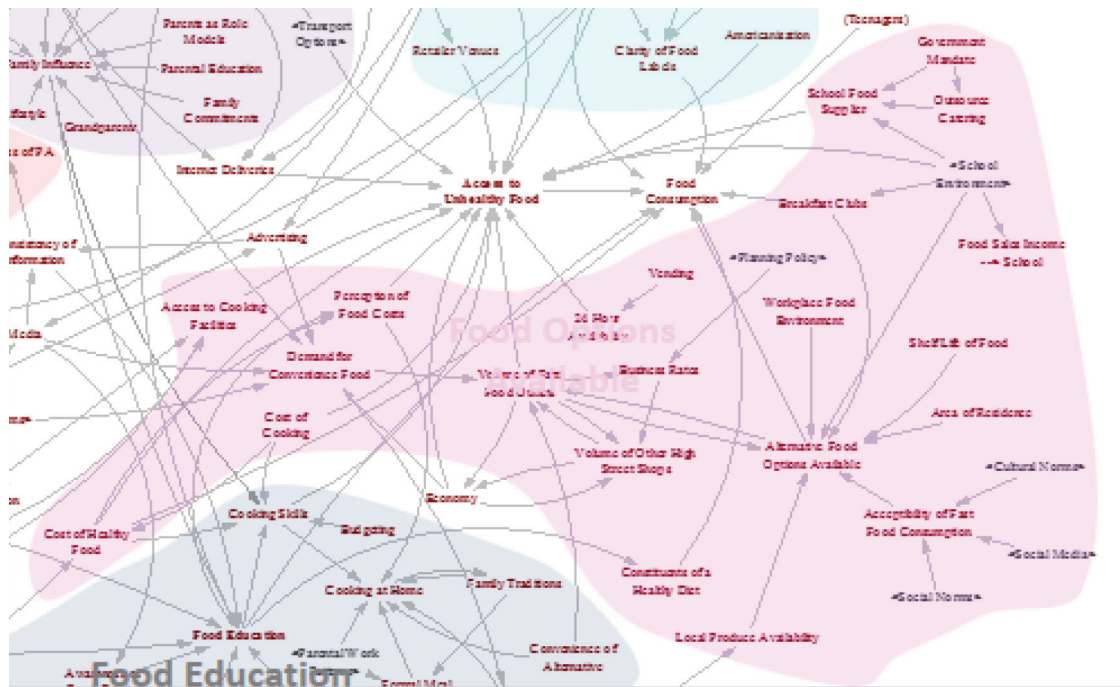 Parents as Role
Models
<Transport
Options>
Retailer Venues
Clarity of Food
Labels
Americanisation
(Teenagers)
Government
Mandate
Family Influence
Parental Education
School Food
Supplier
Outsource
Catering
Family
Commitments
Grandparents
Internet Deliveries
<School
Environment>
Access to
Unhealthy Food
Food
Consumption
Breakfast Clubs
Advertising
Food Sales Income
---> School
<Planning Policy>
Vending
Access to Cooking
Facilities
Perception of
Food Costs
Workplace Food
Environment
24 Hour
Food Options
Available
Media
Shelf Life of Food
Demand for
Convenience Food
Volume of Fast
Food Outlets
Business Rates
Cost of
Cooking
Area of Residence
Alternative Food
Options Available
Volume of Other High
Street Shops
<Cultural Norms>
Economy
Cooking Skills
Budgeting
Acceptibility of Fast
Food Consumption
Cost of Healthy
Food
<Social Media>
Constituents of a
Healthy Diet
Family Traditions
Cooking at Home
<Social Norms>
Food Education
Local Produce Availability
<Parental Work
Convenience of
Alternative
Food Education